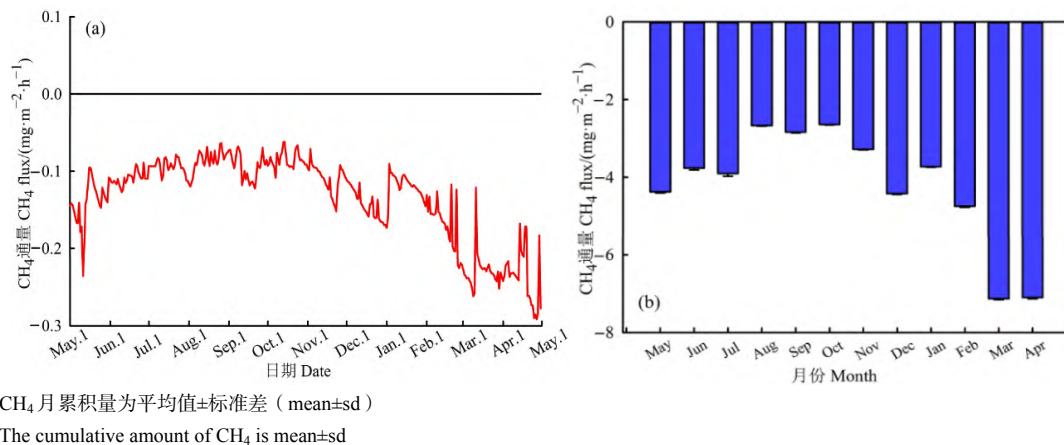 (a)
0.1
0.0
−0.1
−0.2
−0.3
CH4通量 CH4 flux/(mg·m−2·h−1)
May.1 Jun.1 Jul.1 Aug.1 Sep.1 Oct.1 Nov.1 Dec.1 Jan.1 Feb.1 Mar.1 Apr.1 May.1
日期 Date
0
−2
−4
−6
−8
CH4通量 CH4 flux/(mg·m−2·h−1)
(b)
May Jun Jul Aug Sep Oct Nov Dec Jan Feb Mar Apr
月份 Month
CH4 月累积量为平均值±标准差（mean±sd）
The cumulative amount of CH4 is mean±sd